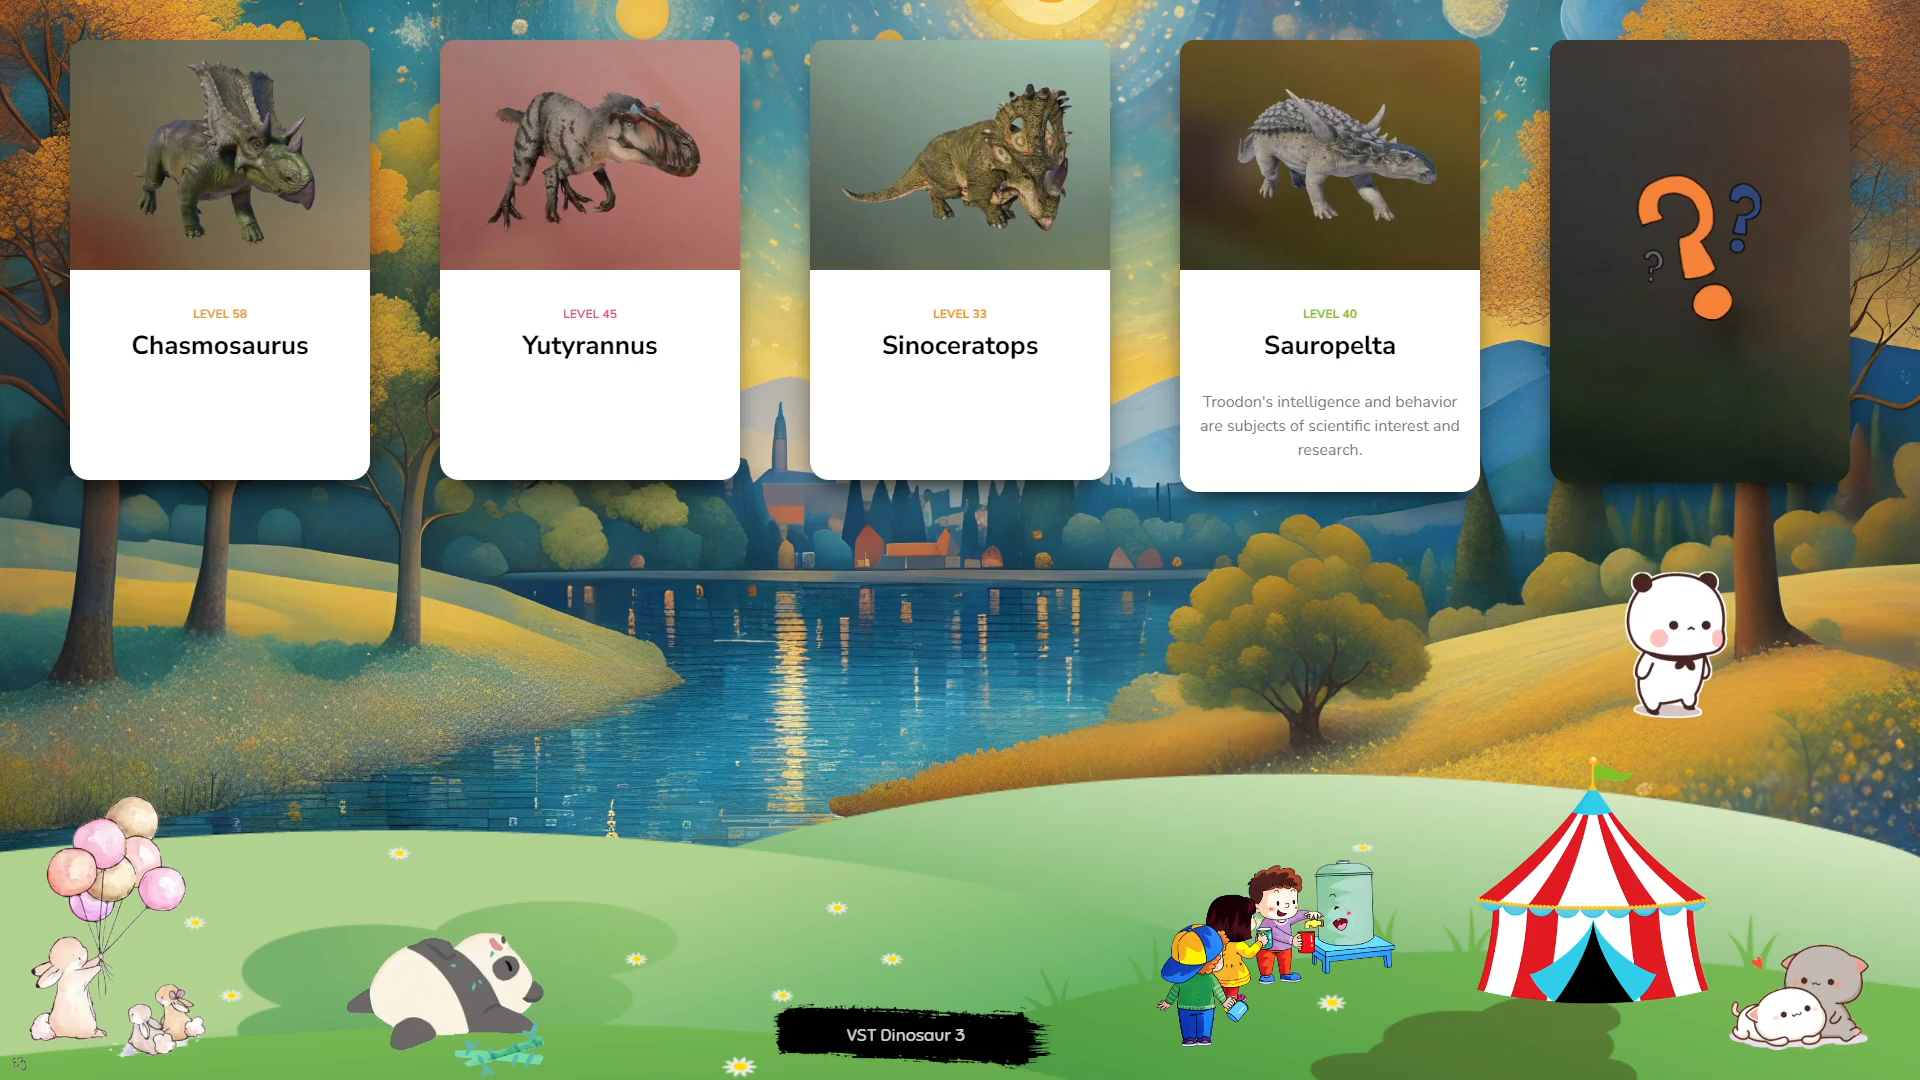 LEVEL 58
Chasmosaurus
LEVEL 45
Yutyrannus
LEVEL 33
Sinoceratops
LEVEL 40
Sauropelta
Troodon's intelligence and behavior
are subjects of scientific interest and
research.
? ? ?
VST Dinosaur 3